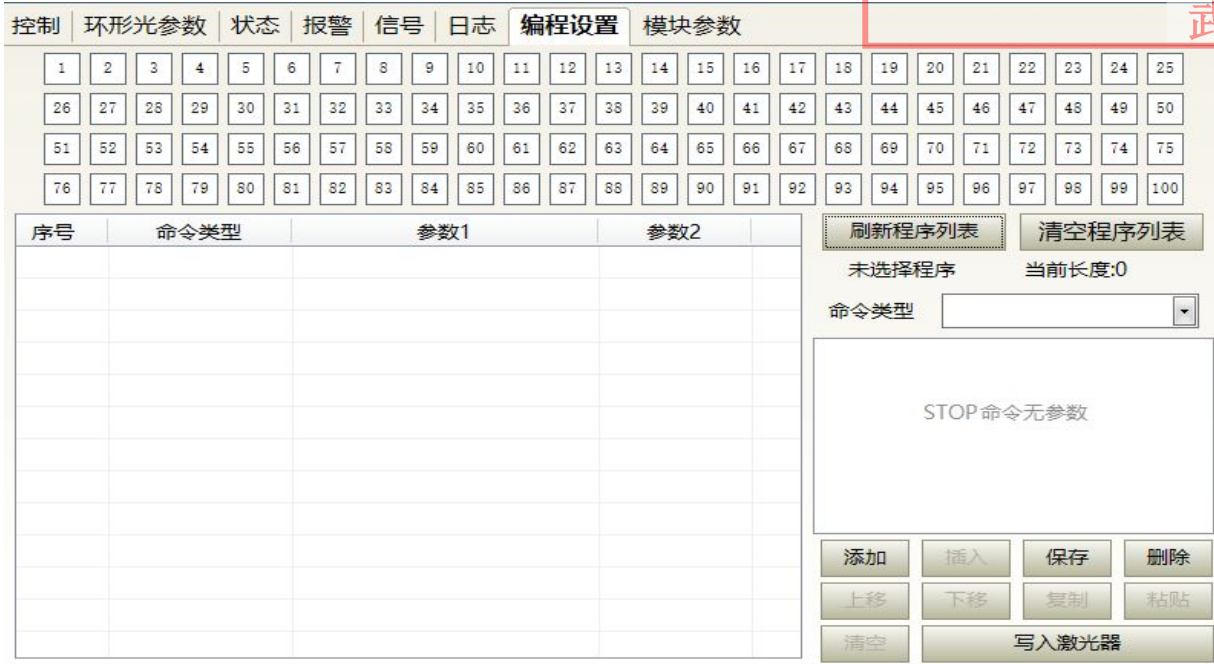 控制 环形光参数 状态 报警 信号 日志 编程设置 模块参数
武
1 2 3 4 5 6 7 8 9 10 11 12 13 14 15 16 17 18 19 20 21 22 23 24 25
26 27 28 29 30 31 32 33 34 35 36 37 38 39 40 41 42 43 44 45 46 47 48 49 50
51 52 53 54 55 56 57 58 59 60 61 62 63 64 65 66 67 68 69 70 71 72 73 74 75
76 77 78 79 80 81 82 83 84 85 86 87 88 89 90 91 92 93 94 95 96 97 98 99 100
序号 命令类型 参数1 参数2
刷新程序列表 清空程序列表
未选择程序 当前长度:0
命令类型
STOP命令无参数
添加 插入 保存 删除
上移 下移 复制 粘贴
清空 写入激光器